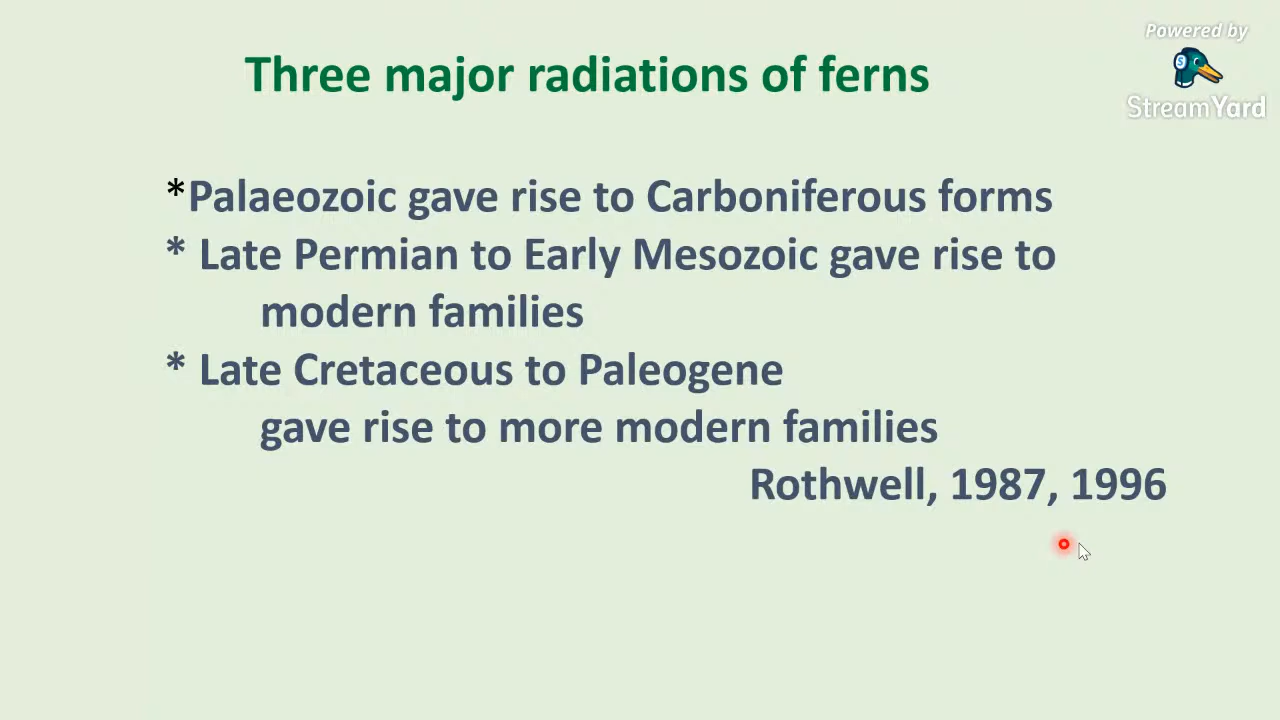 Powered by
StreamYard
Three major radiations of ferns
*Palaeozoic gave rise to Carboniferous forms
* Late Permian to Early Mesozoic gave rise to
modern families
* Late Cretaceous to Paleogene
gave rise to more modern families
Rothwell, 1987, 1996